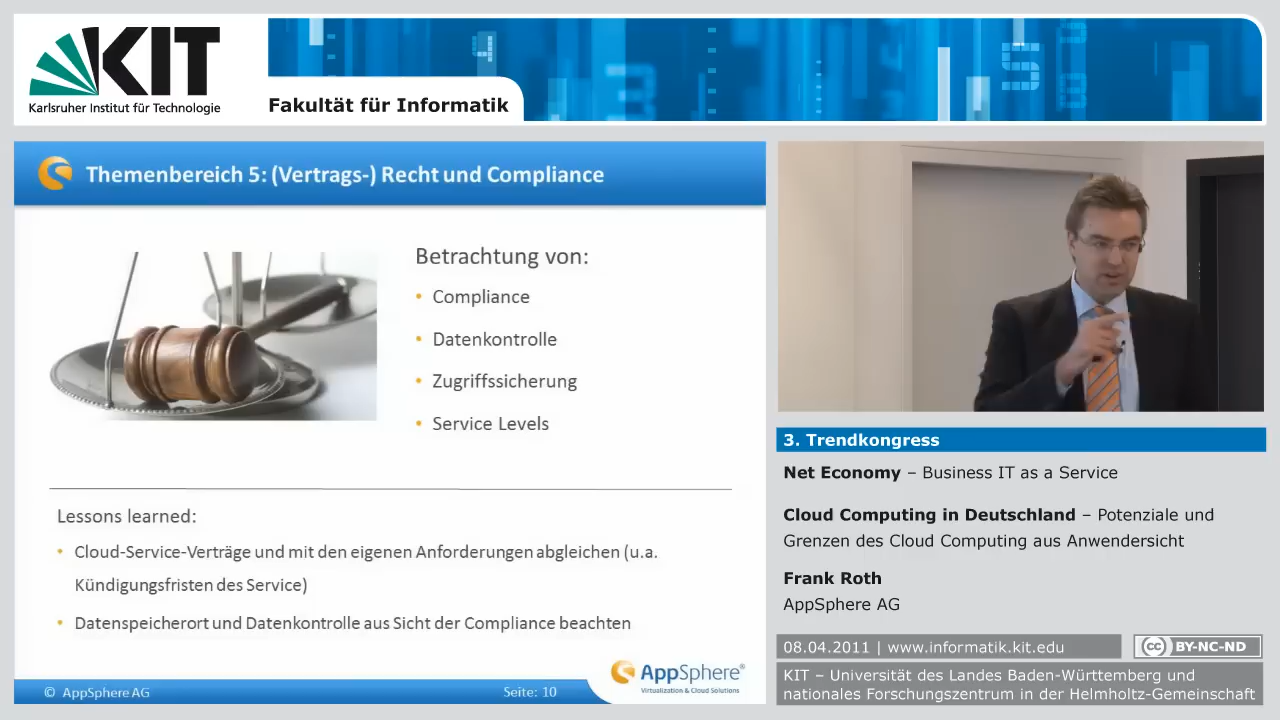 KIT
Karlsruher Institut für Technologie
Fakultät für Informatik
Themenbereich 5: (Vertrags-) Recht und Compliance
Betrachtung von:
• Compliance
• Datenkontrolle
• Zugriffssicherung
• Service Levels
Lessons learned:
• Cloud-Service-Verträge und mit den eigenen Anforderungen abgleichen (u.a.
Kündigungsfristen des Service)
• Datenspeicherort und Datenkontrolle aus Sicht der Compliance beachten
© AppSphere AG
Seite: 10
AppSphere®
Virtualization & Cloud Solutions
3. Trendkongress
Net Economy – Business IT as a Service
Cloud Computing in Deutschland – Potenziale und
Grenzen des Cloud Computing aus Anwendersicht
Frank Roth
AppSphere AG
08.04.2011 | www.informatik.kit.edu
cc BY-NC-ND
KIT – Universität des Landes Baden-Württemberg und
nationales Forschungszentrum in der Helmholtz-Gemeinschaft